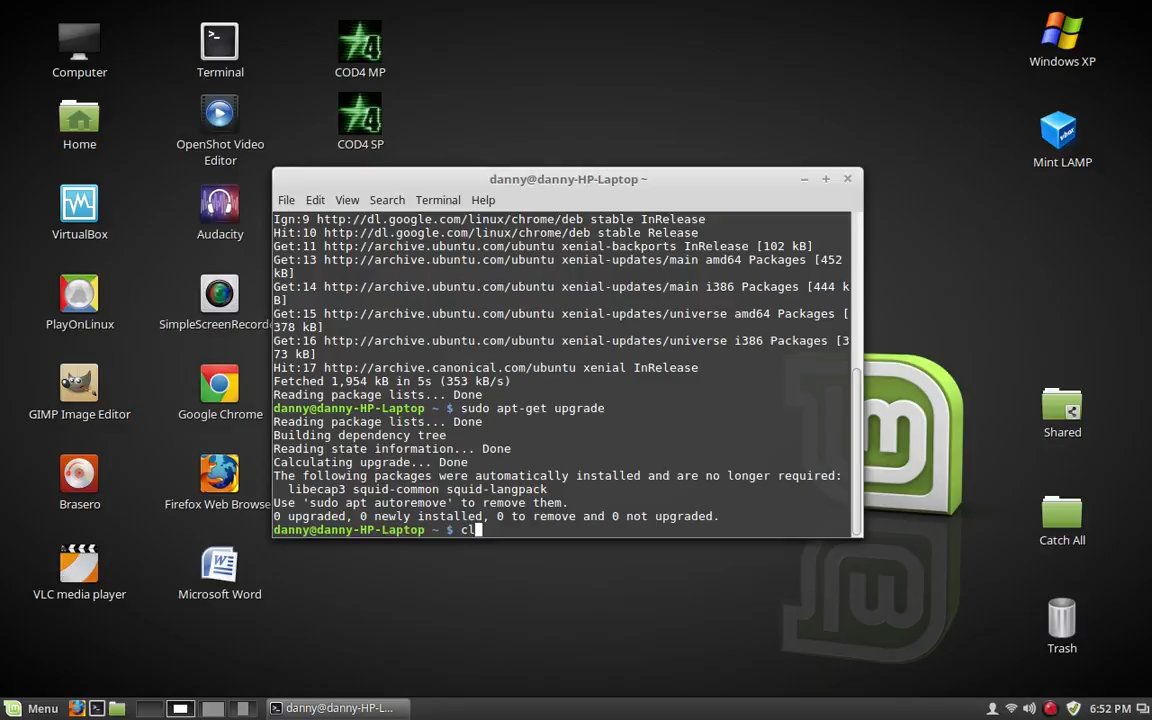 Computer
Terminal
COD4 MP
Windows XP
Home
OpenShot Video
Editor
COD4 SP
Mint LAMP
danny@danny-HP-Laptop ~
File Edit View Search Terminal Help
Ign:9 http://dl.google.com/linux/chrome/deb stable InRelease
Hit:10 http://dl.google.com/linux/chrome/deb stable Release
Get:11 http://archive.ubuntu.com/ubuntu xenial-backports InRelease [102 kB]
Get:13 http://archive.ubuntu.com/ubuntu xenial-updates/main amd64 Packages [452
kB]
Get:14 http://archive.ubuntu.com/ubuntu xenial-updates/main i386 Packages [444 k
B]
Get:15 http://archive.ubuntu.com/ubuntu xenial-updates/universe amd64 Packages [
378 kB]
Get:16 http://archive.ubuntu.com/ubuntu xenial-updates/universe i386 Packages [3
73 kB]
Hit:17 http://archive.canonical.com/ubuntu xenial InRelease
Fetched 1,954 kB in 5s (353 kB/s)
Reading package lists... Done
danny@danny-HP-Laptop ~ $ sudo apt-get upgrade
Reading package lists... Done
Building dependency tree
Reading state information... Done
Calculating upgrade... Done
The following packages were automatically installed and are no longer required:
libecap3 squid-common squid-langpack
Use 'sudo apt autoremove' to remove them.
0 upgraded, 0 newly installed, 0 to remove and 0 not upgraded.
danny@danny-HP-Laptop ~ $ cl
VirtualBox
Audacity
PlayOnLinux
SimpleScreenRecord
GIMP Image Editor
Google Chrome
Shared
Brasero
Firefox Web Browse
Catch All
VLC media player
W
Microsoft Word
Trash
Menu
danny@danny-HP-L...
6:52 PM